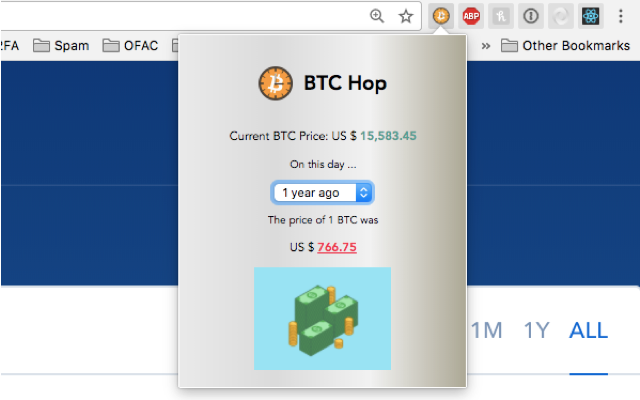 ABP
2FA Spam OFAC » Other Bookmarks
BTC Hop
Current BTC Price: US $ 15,583.45
On this day ...
1 year ago
The price of 1 BTC was
US $ 766.75
1M 1Y ALL